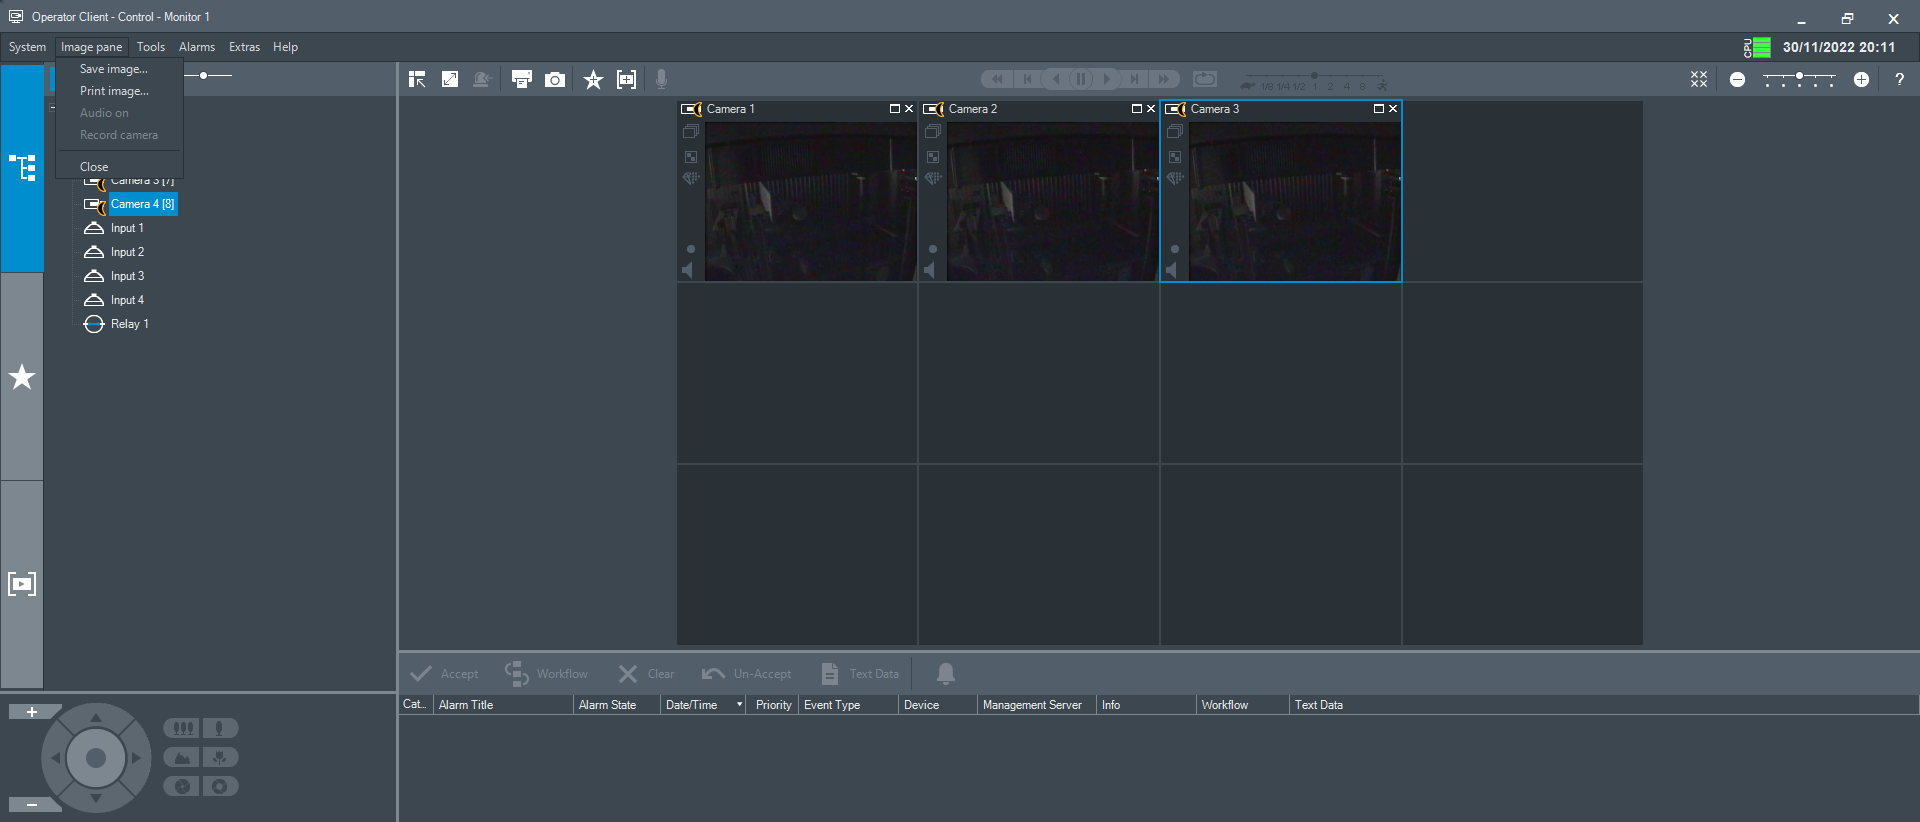 Operator Client - Control - Monitor 1
System Image pane Tools Alarms Extras Help
CPU 30/11/2022 20:11
Save image...
Print image...
Audio on
Record camera
Close
Camera 3 [7]
Camera 4 [8]
Input 1
Input 2
Input 3
Input 4
Relay 1
1/8 1/4 1/2 1 2 4 8
?
Camera 1
Camera 2
Camera 3
Accept Workflow Clear Un-Accept Text Data
Cat... Alarm Title Alarm State Date/Time Priority Event Type Device Management Server Info Workflow Text Data